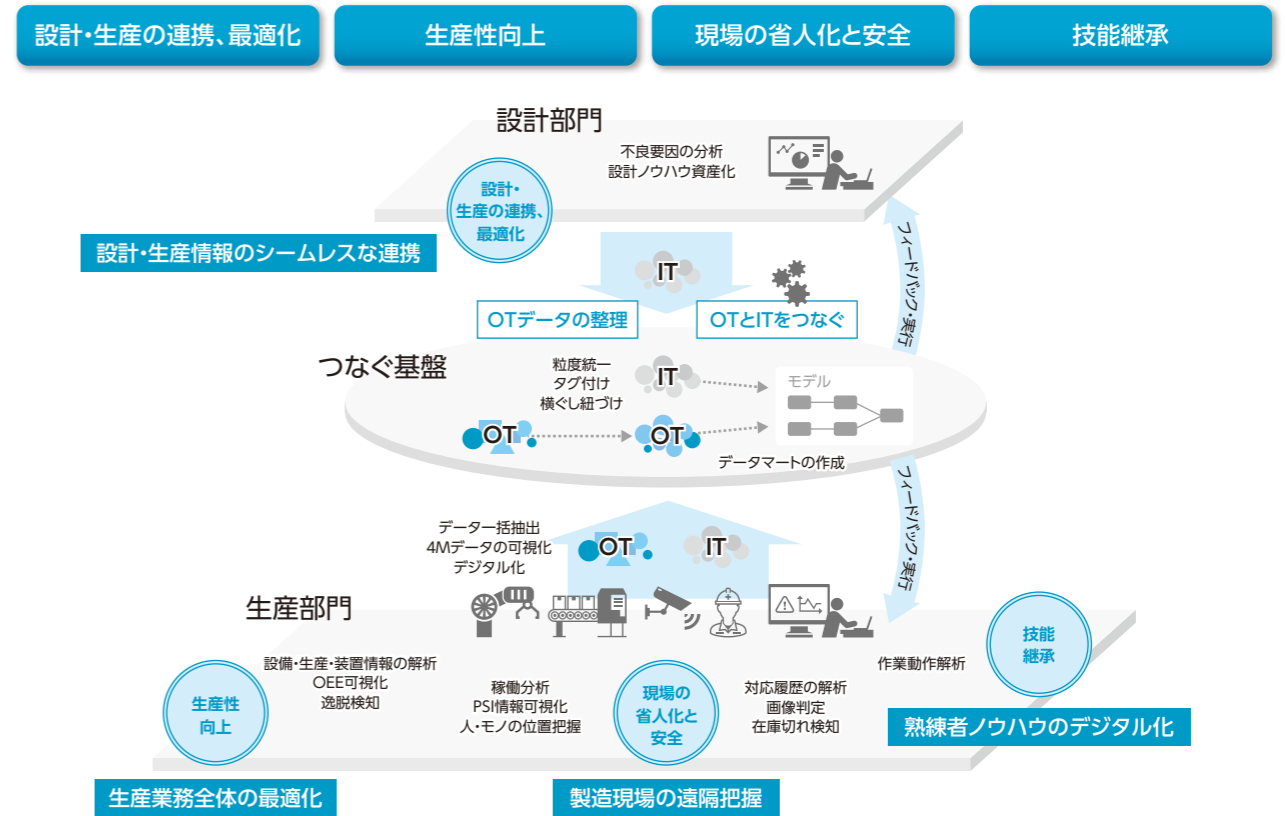 設計・生産の連携、最適化
生産性向上
現場の省人化と安全
技能継承
設計部門
不良要因の分析
設計ノウハウ資産化
設計・
生産の連携、
最適化
設計・生産情報のシームレスな連携
IT
OTデータの整理
OTとITをつなぐ
フィードバック・実行
つなぐ基盤
粒度統一
タグ付け
横ぐし紐づけ
IT
OT
OT
モデル
データマートの作成
フィードバック・実行
データ一括抽出
4Mデータの可視化
デジタル化
OT
IT
生産部門
設備・生産・装置情報の解析
OEE可視化
逸脱検知
生産性
向上
稼働分析
PSI情報可視化
人・モノの位置把握
現場の
省人化と
安全
対応履歴の解析
画像判定
在庫切れ検知
作業動作解析
技能
継承
熟練者ノウハウのデジタル化
生産業務全体の最適化
製造現場の遠隔把握